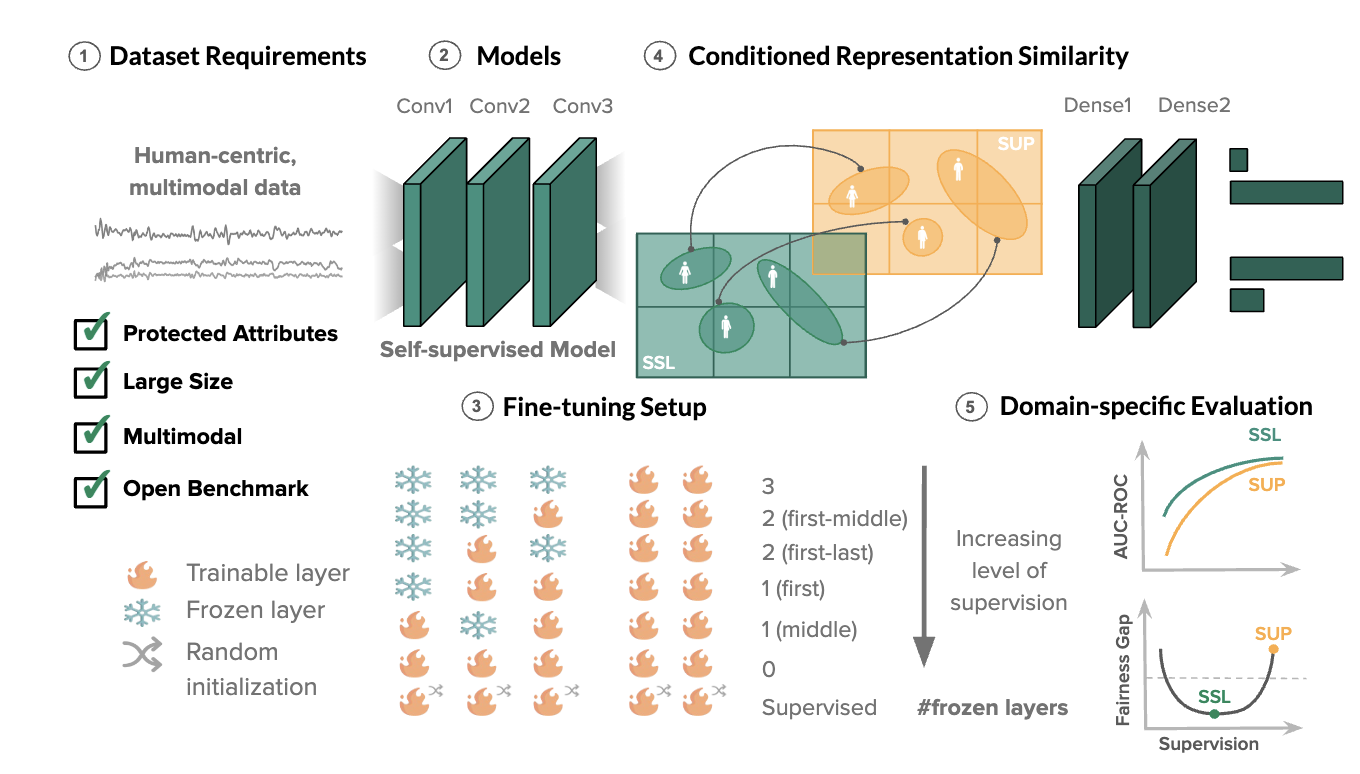 1 Dataset Requirements
Human-centric,
multimodal data
Protected Attributes
Large Size
Multimodal
Open Benchmark
Trainable layer
Frozen layer
Random
initialization
2 Models
Conv1 Conv2 Conv3
Self-supervised Model
4 Conditioned Representation Similarity
SUP
SSL
Dense1 Dense2
3 Fine-tuning Setup
3
2 (first-middle)
2 (first-last)
1 (first)
1 (middle)
0
Supervised
Increasing
level of
supervision
#frozen layers
5 Domain-specific Evaluation
SSL
SUP
AUC-ROC
SUP
SSL
Fairness Gap
Supervision